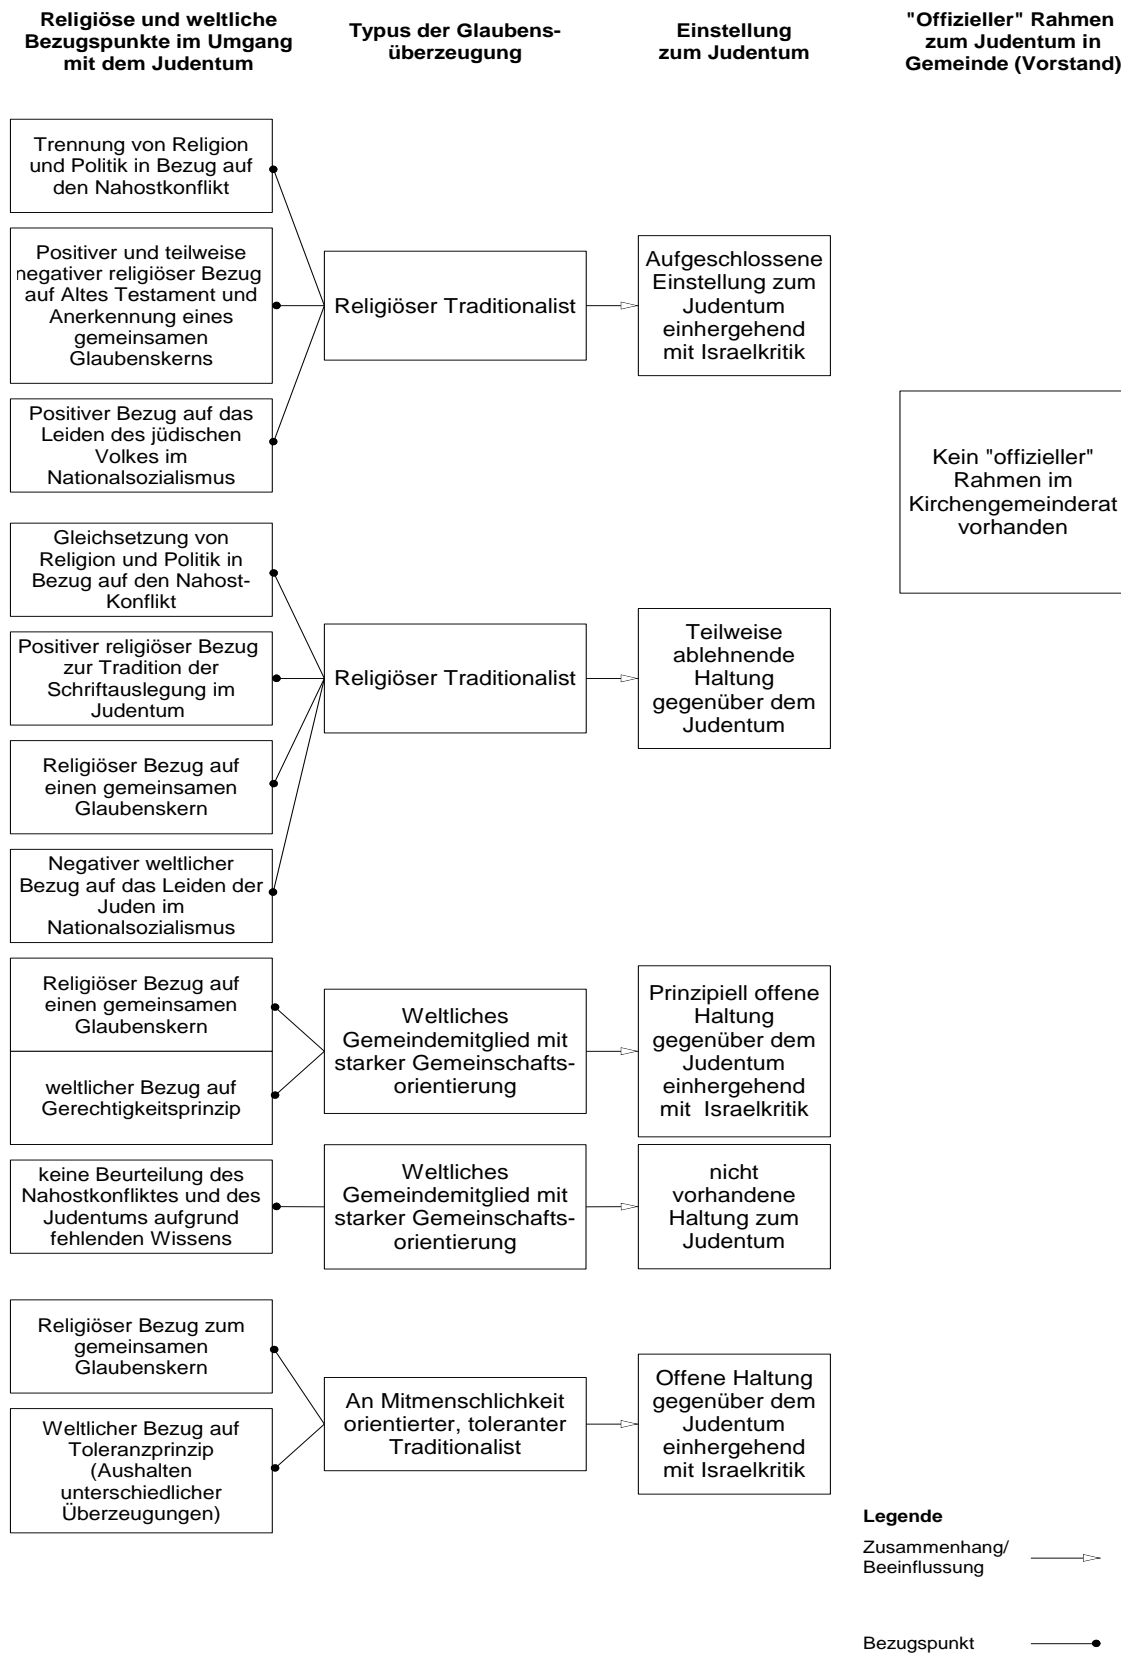 Religiöse und weltliche
Bezugspunkte im Umgang
mit dem Judentum
Typus der Glaubens-
überzeugung
Einstellung
zum Judentum
"Offizieller" Rahmen
zum Judentum in
Gemeinde (Vorstand)
Trennung von Religion
und Politik in Bezug auf
den Nahostkonflikt
Positiver und teilweise
negativer religiöser Bezug
auf Altes Testament und
Anerkennung eines
gemeinsamen
Glaubenskerns
Positiver Bezug auf das
Leiden des jüdischen
Volkes im
Nationalsozialismus
Religiöser Traditionalist
Aufgeschlossene
Einstellung zum
Judentum
einhergehend
mit Israelkritik
Kein "offizieller"
Rahmen im
Kirchengemeinderat
vorhanden
Gleichsetzung von
Religion und Politik in
Bezug auf den Nahost-
Konflikt
Positiver religiöser Bezug
zur Tradition der
Schriftauslegung im
Judentum
Religiöser Bezug auf
einen gemeinsamen
Glaubenskern
Negativer weltlicher
Bezug auf das Leiden der
Juden im
Nationalsozialismus
Religiöser Traditionalist
Teilweise
ablehnende
Haltung
gegenüber dem
Judentum
Religiöser Bezug auf
einen gemeinsamen
Glaubenskern
weltlicher Bezug auf
Gerechtigkeitsprinzip
Weltliches
Gemeindemitglied mit
starker Gemeinschafts-
orientierung
Prinzipiell offene
Haltung
gegenüber dem
Judentum
einhergehend
mit Israelkritik
keine Beurteilung des
Nahostkonfliktes und des
Judentums aufgrund
fehlenden Wissens
Weltliches
Gemeindemitglied mit
starker Gemeinschafts-
orientierung
nicht
vorhandene
Haltung zum
Judentum
Religiöser Bezug zum
gemeinsamen
Glaubenskern
Weltlicher Bezug auf
Toleranzprinzip
(Aushalten
unterschiedlicher
Überzeugungen)
An Mitmenschlichkeit
orientierter, toleranter
Traditionalist
Offene Haltung
gegenüber dem
Judentum
einhergehend
mit Israelkritik
Legende
Zusammenhang/
Beeinflussung
Bezugspunkt